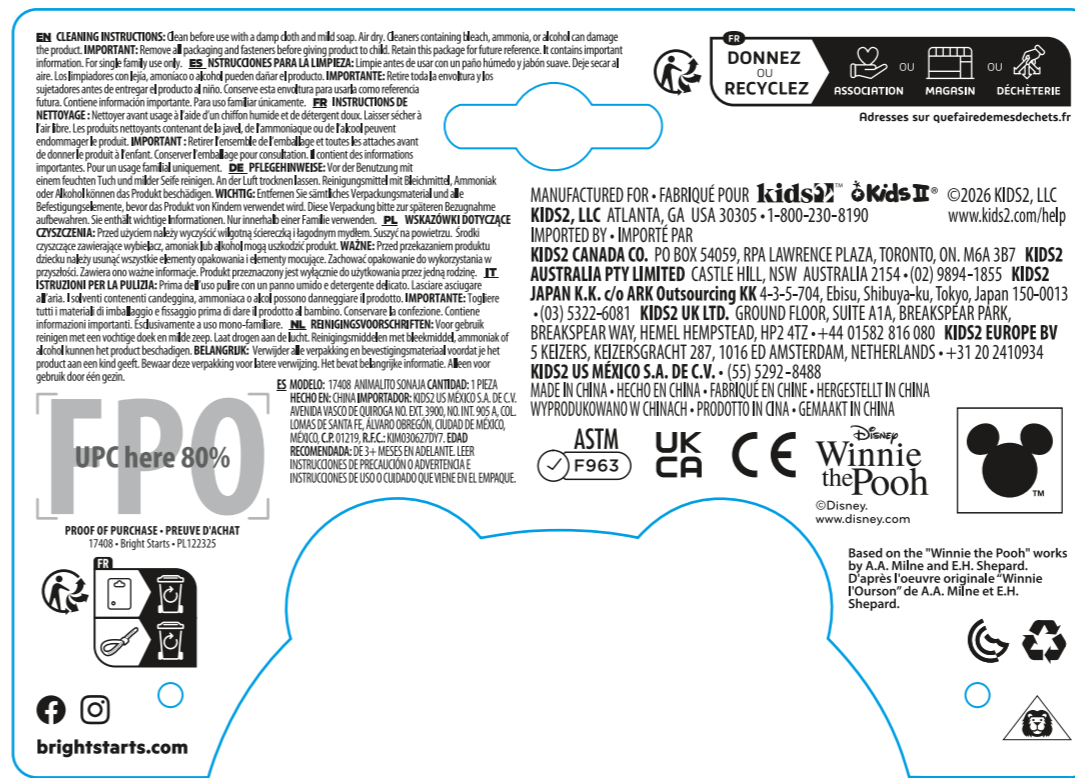 EN CLEANING INSTRUCTIONS: Clean before use with a damp cloth and mild soap. Air dry. Cleaners containing bleach, ammonia, or alcohol can damage
the product. IMPORTANT: Remove all packaging and fasteners before giving product to child. Retain this package for future reference. It contains important
information. For single family use only. ES NSTRUCCIONES PARA LA LIMPIEZA: Limpie antes de usar con un paño húmedo y jabón suave. Deje secar al
aire. Los limpiadores con lejía, amoníaco o alcohol pueden dañar el producto. IMPORTANTE: Retire toda la envoltura y los
sujetadores antes de entregar el producto al niño. Conserve esta envoltura para usarla como referencia
futura. Contiene información importante. Para uso familiar únicamente. FR INSTRUCTIONS DE
NETTOYAGE : Nettoyer avant usage à l'aide d'un chiffon humide et de détergent doux. Laisser sécher à
l'air libre. Les produits nettoyants contenant de la javel, de l'ammoniaque ou de l'alcool peuvent
endommager le produit. IMPORTANT : Retirer l'ensemble de l'emballage et toutes les attaches avant
de donner le produit à l'enfant. Conserver l'emballage pour consultation. Il contient des informations
importantes. Pour un usage familial uniquement. DE PFLEGEHINWEISE: Vor der Benutzung mit
einem feuchten Tuch und milder Seife reinigen. An der Luft trocknen lassen. Reinigungsmittel mit Bleichmittel, Ammoniak
oder Alkohol können das Produkt beschädigen. WICHTIG: Entfernen Sie sämtliches Verpackungsmaterial und alle
Befestigungselemente, bevor das Produkt von Kindern verwendet wird. Diese Verpackung bitte zur späteren Bezugnahme
aufbewahren. Sie enthält wichtige Informationen. Nur innerhalb einer Familie verwenden. PL WSKAZÓWKI DOTYCZĄCE
CZYSZCZENIA: Przed użyciem należy wyczyścić wilgotną ściereczką i łagodnym mydłem. Suszyć na powietrzu. Środki
czyszczące zawierające wybielacz, amoniak lub alkohol mogą uszkodzić produkt. WAŻNE: Przed przekazaniem produktu
dziecku należy usunąć wszystkie elementy opakowania i elementy mocujące. Zachować opakowanie do wykorzystania w
przyszłości. Zawiera ono ważne informacje. Produkt przeznaczony jest wyłącznie do użytkowania przez jedną rodzinę. IT
ISTRUZIONI PER LA PULIZIA: Prima dell'uso pulire con un panno umido e detergente delicato. Lasciare asciugare
all'aria. I solventi contenenti candeggina, ammoniaca o alcol possono danneggiare il prodotto. IMPORTANTE: Togliere
tutti i materiali di imballaggio e fissaggio prima di dare il prodotto al bambino. Conservare la confezione. Contiene
informazioni importanti. Esclusivamente a uso mono-familiare. NL REINIGINGSVOORSCHRIFTEN: Voor gebruik
reinigen met een vochtige doek en milde zeep. Laat drogen aan de lucht. Reinigingsmiddelen met bleekmiddel, ammoniak of
alcohol kunnen het product beschadigen. BELANGRIJK: Verwijder alle verpakking en bevestigingsmateriaal voordat je het
product aan een kind geeft. Bewaar deze verpakking voor latere verwijzing. Het bevat belangrijke informatie. Alleen voor
gebruik door één gezin.
ES MODELO: 17408 ANIMALITO SONAJA CANTIDAD: 1 PIEZA
HECHO EN: CHINA IMPORTADOR: KIDS2 US MÉXICO S.A. DE C.V.
AVENIDA VASCO DE QUIROGA NO. EXT. 3900, NO. INT. 905 A, COL.
LOMAS DE SANTA FE, ÁLVARO OBREGÓN, CIUDAD DE MÉXICO,
MÉXICO, C.P. 01219, R.F.C.: KIM030627DY7. EDAD
RECOMENDADA: DE 3+ MESES EN ADELANTE. LEER
INSTRUCCIONES DE PRECAUCIÓN O ADVERTENCIA E
INSTRUCCIONES DE USO O CUIDADO QUE VIENE EN EL EMPAQUE.
FPO
UPC here 80%
PROOF OF PURCHASE • PREUVE D'ACHAT
17408 • Bright Starts • PL122325
FR
brightstarts.com
FR
DONNEZ
OU
RECYCLEZ
ASSOCIATION OU MAGASIN OU DÉCHÈTERIE
Adresses sur quefairedemesdechets.fr
MANUFACTURED FOR • FABRIQUÉ POUR kids2™ Kids II® ©2026 KIDS2, LLC
KIDS2, LLC ATLANTA, GA USA 30305 • 1-800-230-8190 www.kids2.com/help
IMPORTED BY • IMPORTÉ PAR
KIDS2 CANADA CO. PO BOX 54059, RPA LAWRENCE PLAZA, TORONTO, ON. M6A 3B7 KIDS2
AUSTRALIA PTY LIMITED CASTLE HILL, NSW AUSTRALIA 2154 • (02) 9894-1855 KIDS2
JAPAN K.K. c/o ARK Outsourcing KK 4-3-5-704, Ebisu, Shibuya-ku, Tokyo, Japan 150-0013
• (03) 5322-6081 KIDS2 UK LTD. GROUND FLOOR, SUITE A1A, BREAKSPEAR PARK,
BREAKSPEAR WAY, HEMEL HEMPSTEAD, HP2 4TZ • +44 01582 816 080 KIDS2 EUROPE BV
5 KEIZERS, KEIZERSGRACHT 287, 1016 ED AMSTERDAM, NETHERLANDS • +31 20 2410934
KIDS2 US MÉXICO S.A. DE C.V. • (55) 5292-8488
MADE IN CHINA • HECHO EN CHINA • FABRIQUÉ EN CHINE • HERGESTELLT IN CHINA
WYPRODUKOWANO W CHINACH • PRODOTTO IN CINA • GEMAAKT IN CHINA
ASTM
F963
UK
CA
CE
Disney
Winnie
the Pooh
©Disney.
www.disney.com
TM
Based on the "Winnie the Pooh" works
by A.A. Milne and E.H. Shepard.
D'après l'oeuvre originale "Winnie
l'Ourson" de A.A. Milne et E.H.
Shepard.